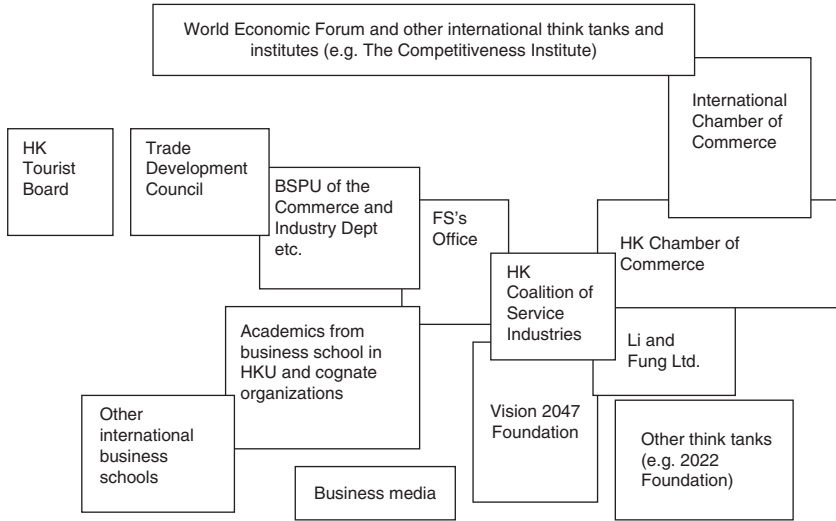 World Economic Forum and other international think tanks and
institutes (e.g. The Competitiveness Institute)
International
Chamber of
Commerce
HK
Tourist
Board
Trade
Development
Council
BSPU of the
Commerce and
Industry Dept
etc.
FS's
Office
HK Chamber of
Commerce
HK
Coalition of
Service
Industries
Academics from
business school in
HKU and cognate
organizations
Li and
Fung Ltd.
Other
international
business
schools
Vision 2047
Foundation
Other think tanks
(e.g. 2022
Foundation)
Business media